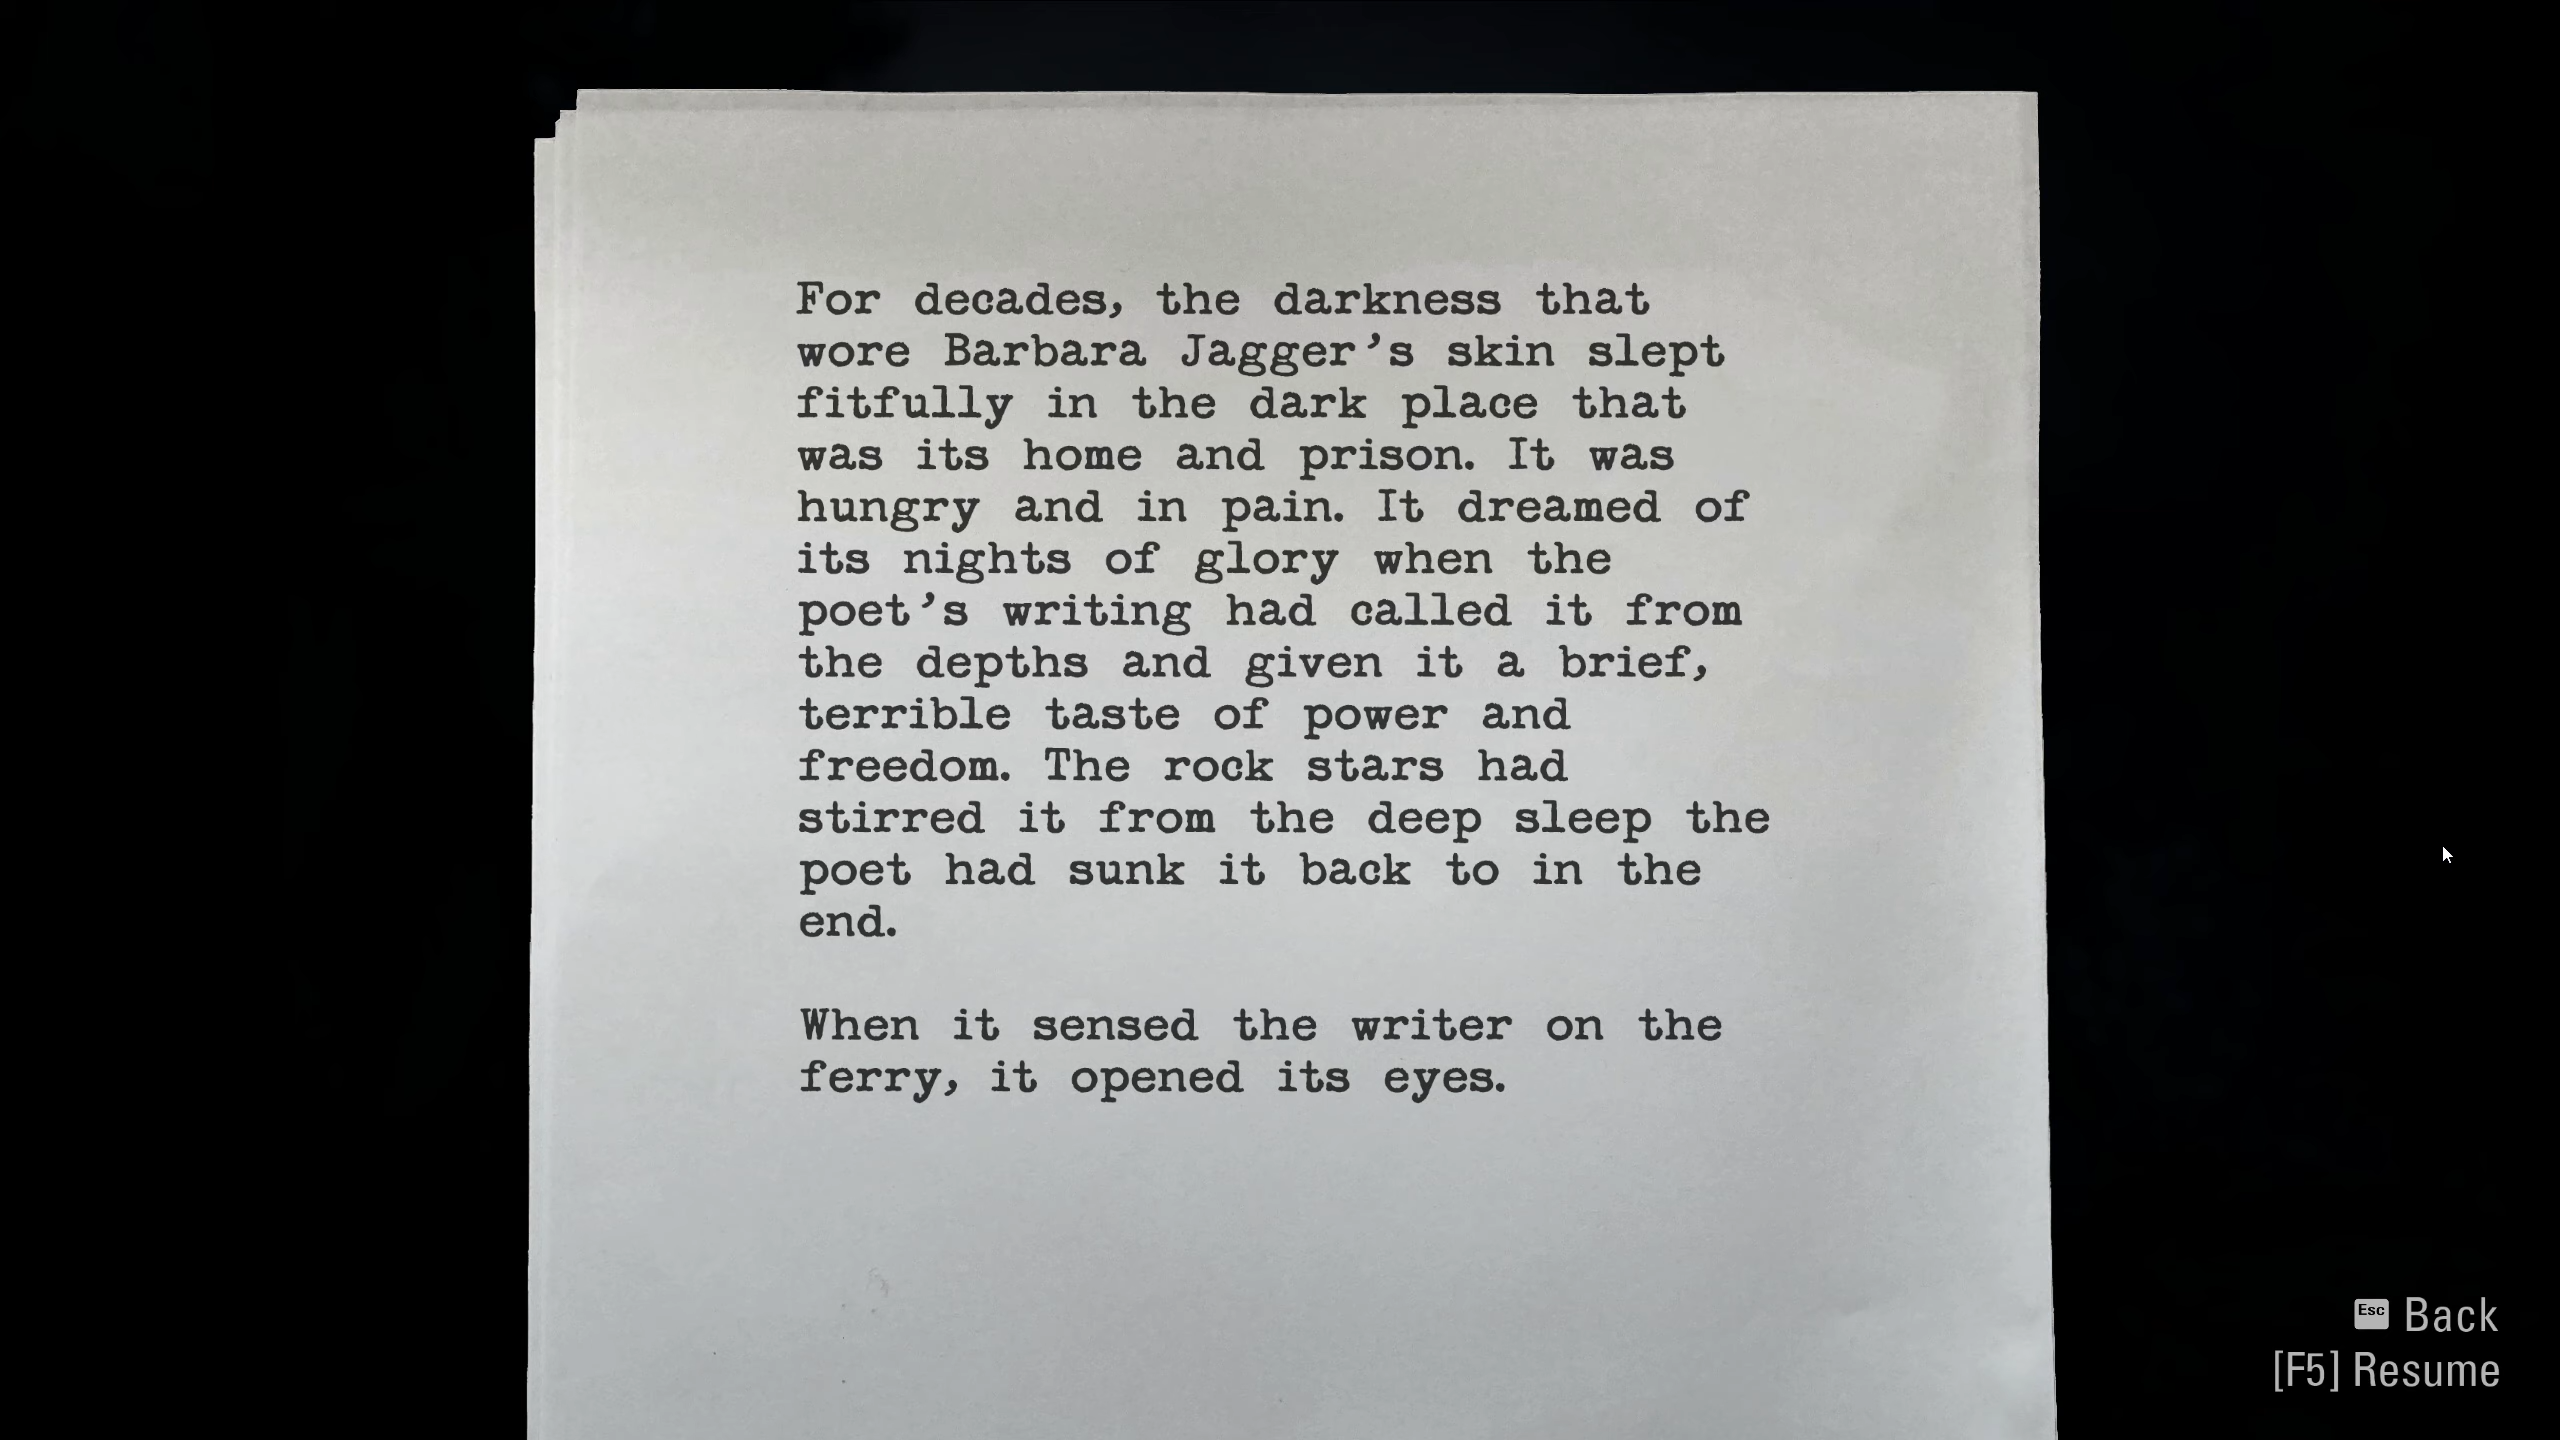 For decades, the darkness that
wore Barbara Jagger’s skin slept
fitfully in the dark place that
was its home and prison. It was
hungry and in pain. It dreamed of
its nights of glory when the
poet’s writing had called it from
the depths and given it a brief,
terrible taste of power and
freedom. The rock stars had
stirred it from the deep sleep the
poet had sunk it back to in the
end.

When it sensed the writer on the
ferry, it opened its eyes.
Esc Back
[F5] Resume